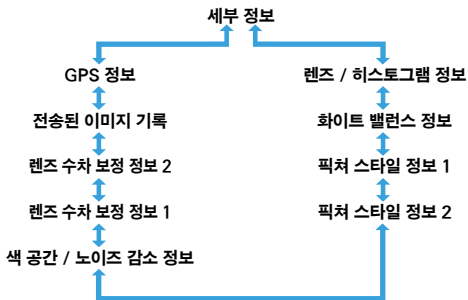 세부 정보
GPS 정보
렌즈 / 히스토그램 정보
전송된 이미지 기록
화이트 밸런스 정보
렌즈 수차 보정 정보 2
픽쳐 스타일 정보 1
렌즈 수차 보정 정보 1
픽쳐 스타일 정보 2
색 공간 / 노이즈 감소 정보